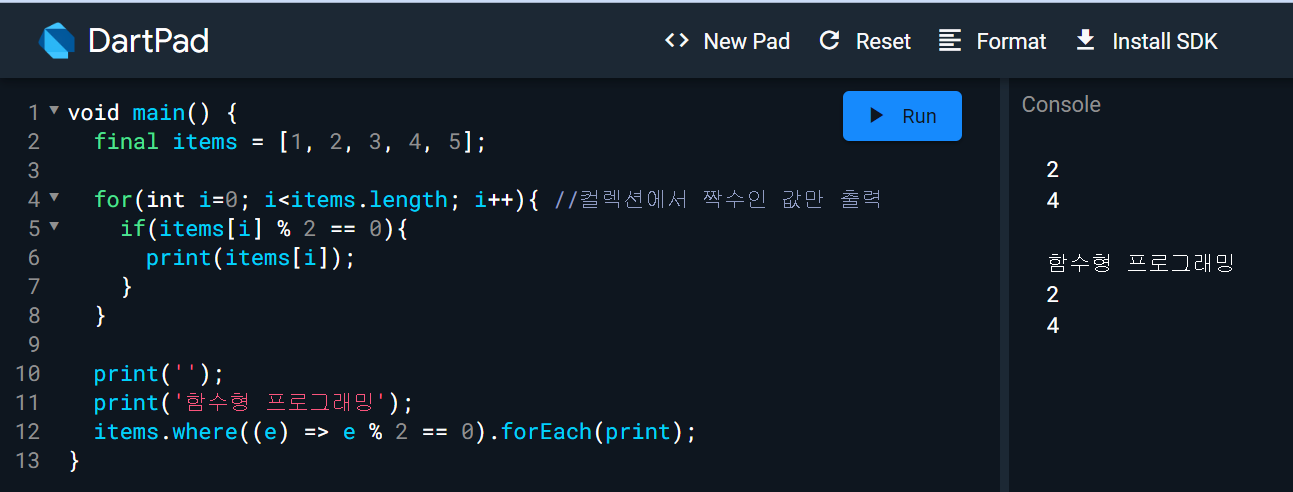 DartPad
<> New Pad Reset Format Install SDK
Run
Console
1 void main() {
2   final items = [1, 2, 3, 4, 5];
3
4   for(int i=0; i<items.length; i++){ //컬렉션에서 짝수인 값만 출력
5     if(items[i] % 2 == 0){
6       print(items[i]);
7     }
8   }
9
10   print('');
11   print('함수형 프로그래밍');
12   items.where((e) => e % 2 == 0).forEach(print);
13 }
2
4
함수형 프로그래밍
2
4